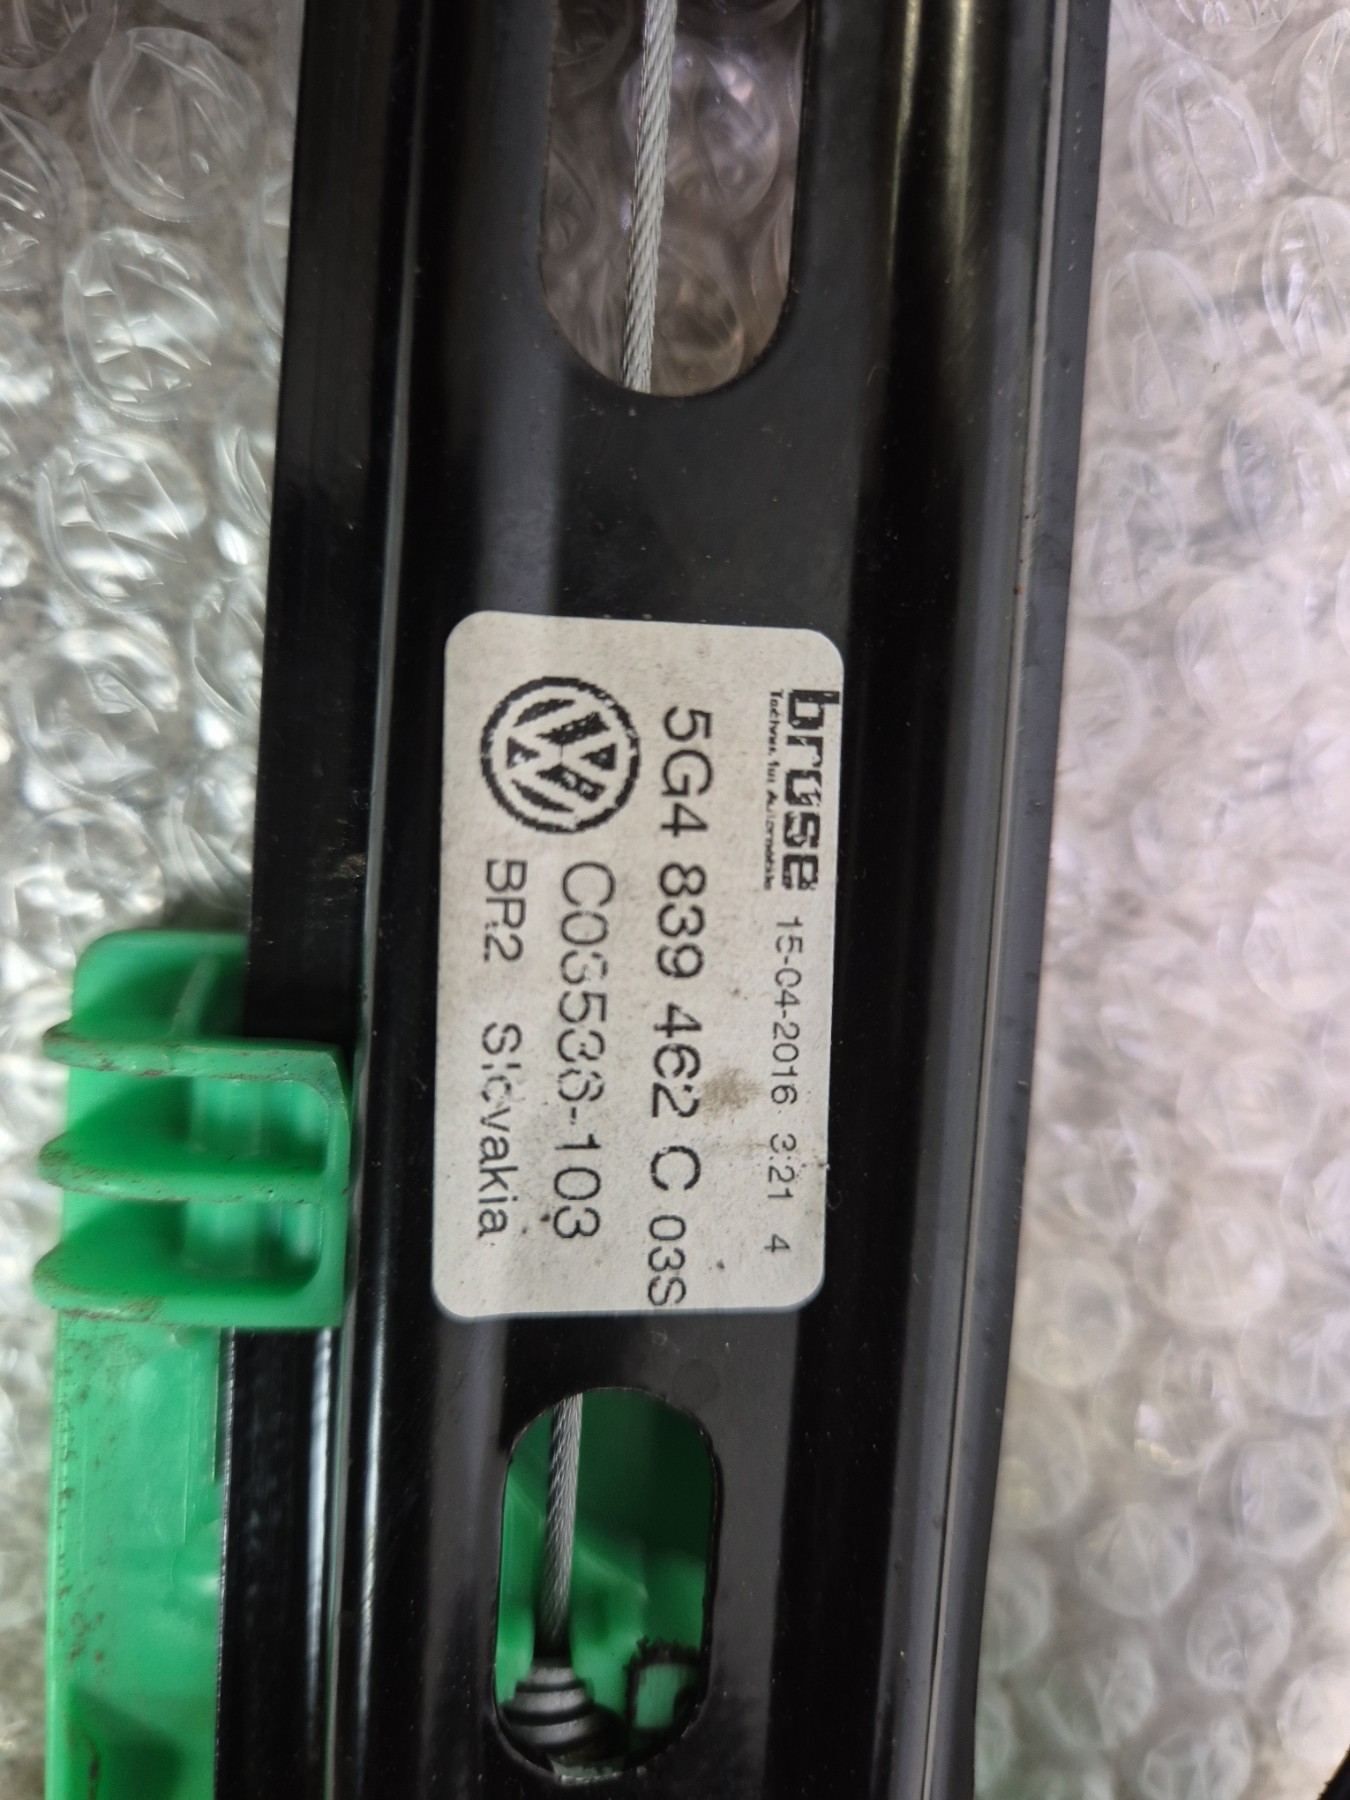 brose 15-04-2016 3:21 4
Technik für Automobile
5G4 839 462 C 03S
C03536-103
BR2 Slovakia